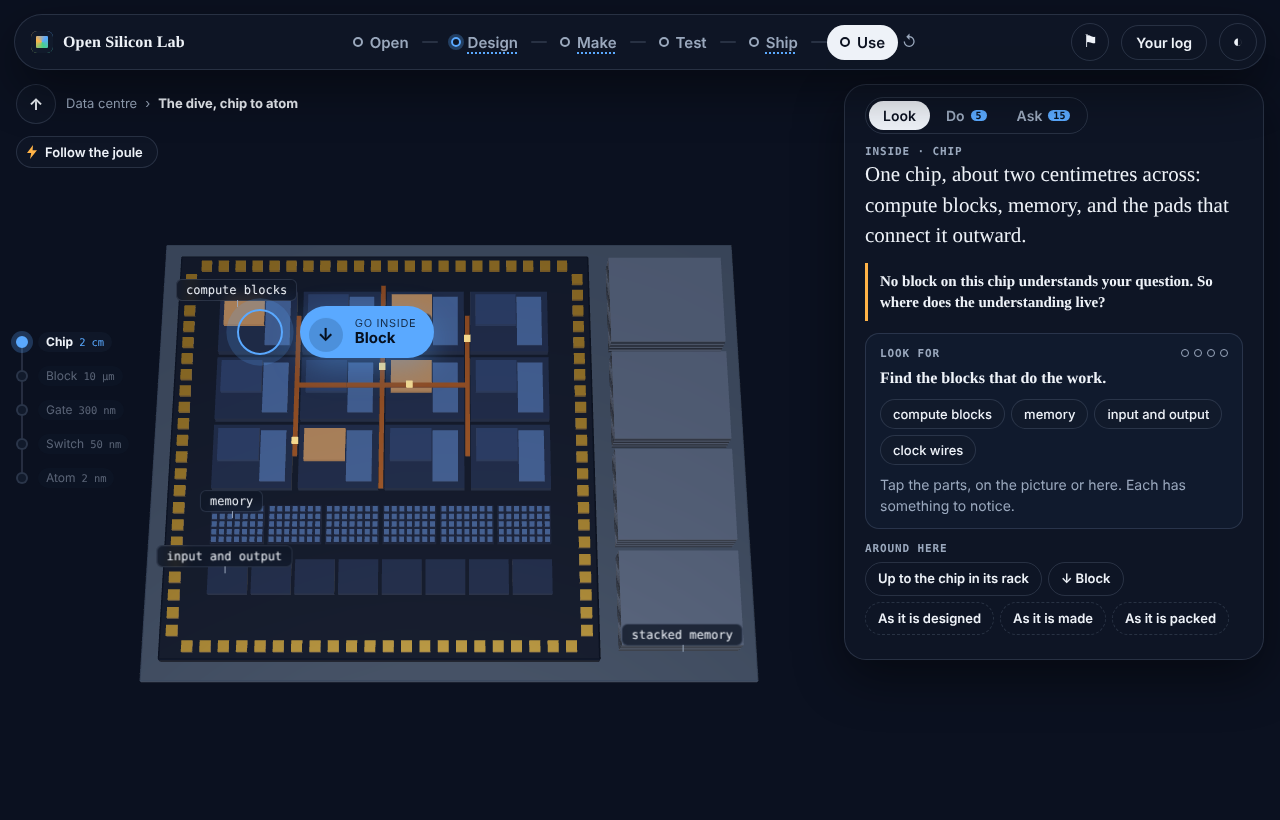 Open Silicon Lab
Open
Design
Make
Test
Ship
Use
Your log
Data centre › The dive, chip to atom
Follow the joule
Chip 2 cm
Block 10 µm
Gate 300 nm
Switch 50 nm
Atom 2 nm
compute blocks
GO INSIDE
Block
memory
input and output
stacked memory
Look
Do 5
Ask 15
INSIDE · CHIP
One chip, about two centimetres across:
compute blocks, memory, and the pads that
connect it outward.
No block on this chip understands your question. So
where does the understanding live?
LOOK FOR
Find the blocks that do the work.
compute blocks
memory
input and output
clock wires
Tap the parts, on the picture or here. Each has
something to notice.
AROUND HERE
Up to the chip in its rack
↓ Block
As it is designed
As it is made
As it is packed